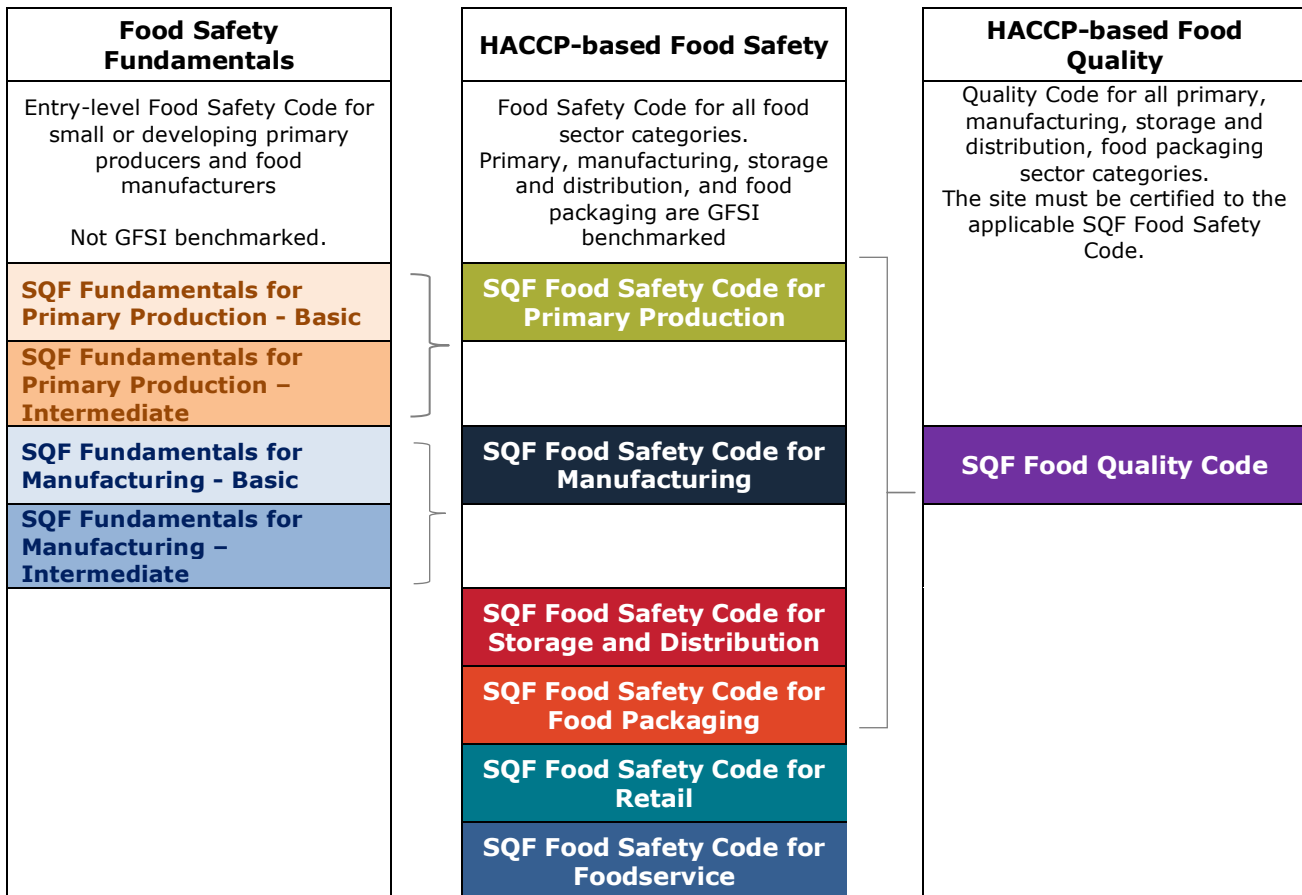 Food Safety
Fundamentals
Entry-level Food Safety Code for
small or developing primary
producers and food
manufacturers
Not GFSI benchmarked.
SQF Fundamentals for
Primary Production - Basic
SQF Fundamentals for
Primary Production –
Intermediate
SQF Fundamentals for
Manufacturing - Basic
SQF Fundamentals for
Manufacturing –
Intermediate
HACCP-based Food Safety
Food Safety Code for all food
sector categories.
Primary, manufacturing, storage
and distribution, and food
packaging are GFSI
benchmarked
SQF Food Safety Code for
Primary Production
SQF Food Safety Code for
Manufacturing
SQF Food Safety Code for
Storage and Distribution
SQF Food Safety Code for
Food Packaging
SQF Food Safety Code for
Retail
SQF Food Safety Code for
Foodservice
HACCP-based Food
Quality
Quality Code for all primary,
manufacturing, storage and
distribution, food packaging
sector categories.
The site must be certified to the
applicable SQF Food Safety
Code.
SQF Food Quality Code